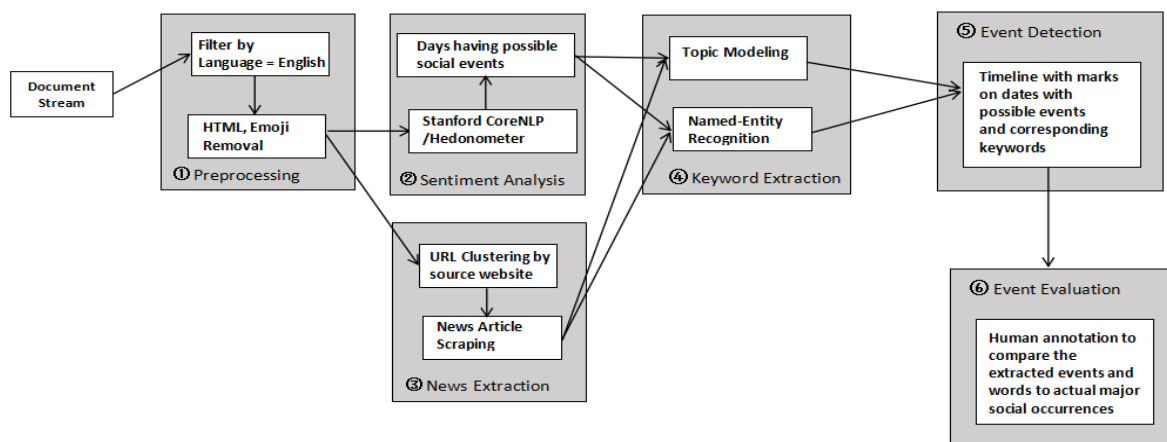 Document
Stream
Filter by
Language = English
HTML, Emoji
Removal
① Preprocessing
Days having possible
social events
Stanford CoreNLP
/Hedonometer
② Sentiment Analysis
URL Clustering by
source website
News Article
Scraping
③ News Extraction
Topic Modeling
Named-Entity
Recognition
④ Keyword Extraction
⑤ Event Detection
Timeline with marks
on dates with
possible events
and corresponding
keywords
⑥ Event Evaluation
Human annotation to
compare the
extracted events and
words to actual major
social occurrences